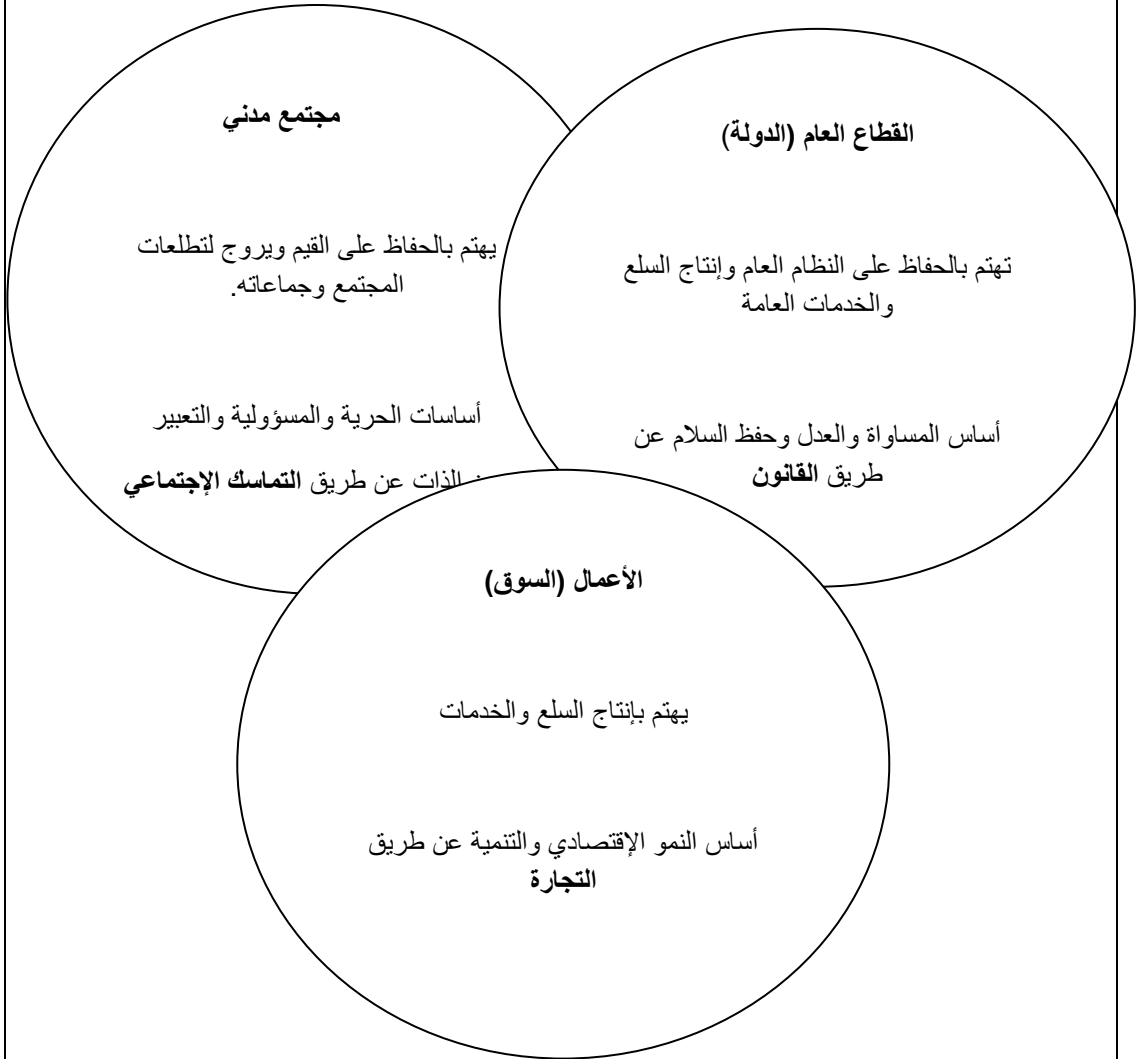 مجتمع مدني
يهتم بالحفاظ على القيم ويروج لتطلعات
المجتمع وجماعاته.
أساسات الحرية والمسؤولية والتعبير
الذات عن طريق التماسك الإجتماعي
القطاع العام (الدولة)
تهتم بالحفاظ على النظام العام وإنتاج السلع
والخدمات العامة
أساس المساواة والعدل وحفظ السلام عن
طريق القانون
الأعمال (السوق)
يهتم بإنتاج السلع والخدمات
أساس النمو الإقتصادي والتنمية عن طريق
التجارة